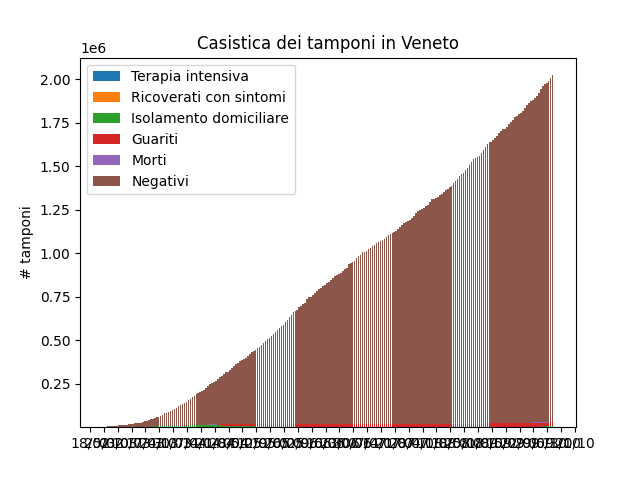 Casistica dei tamponi in Veneto
1e6
2.00
1.75
1.50
1.25
1.00
0.75
0.50
0.25
# tamponi
Terapia intensiva
Ricoverati con sintomi
Isolamento domiciliare
Guariti
Morti
Negativi